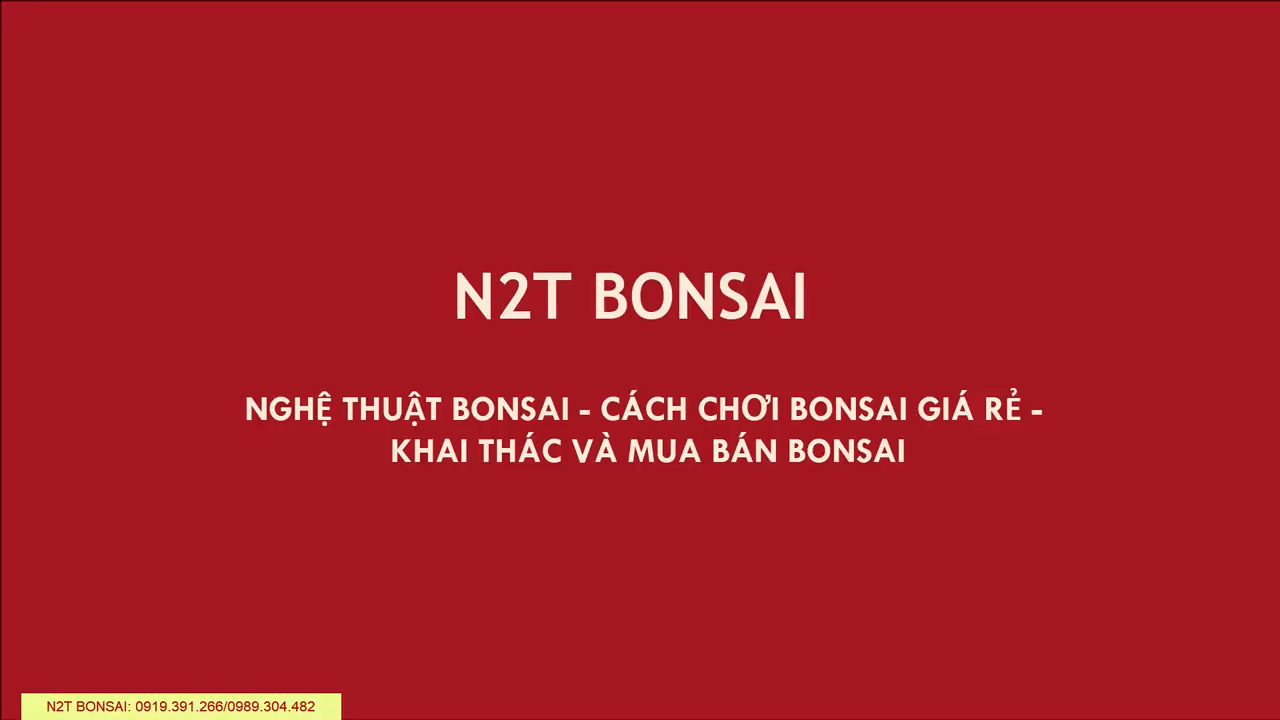 N2T BONSAI
NGHỆ THUẬT BONSAI - CÁCH CHƠI BONSAI GIÁ RẺ -
KHAI THÁC VÀ MUA BÁN BONSAI
N2T BONSAI: 0919.391.266/0989.304.482